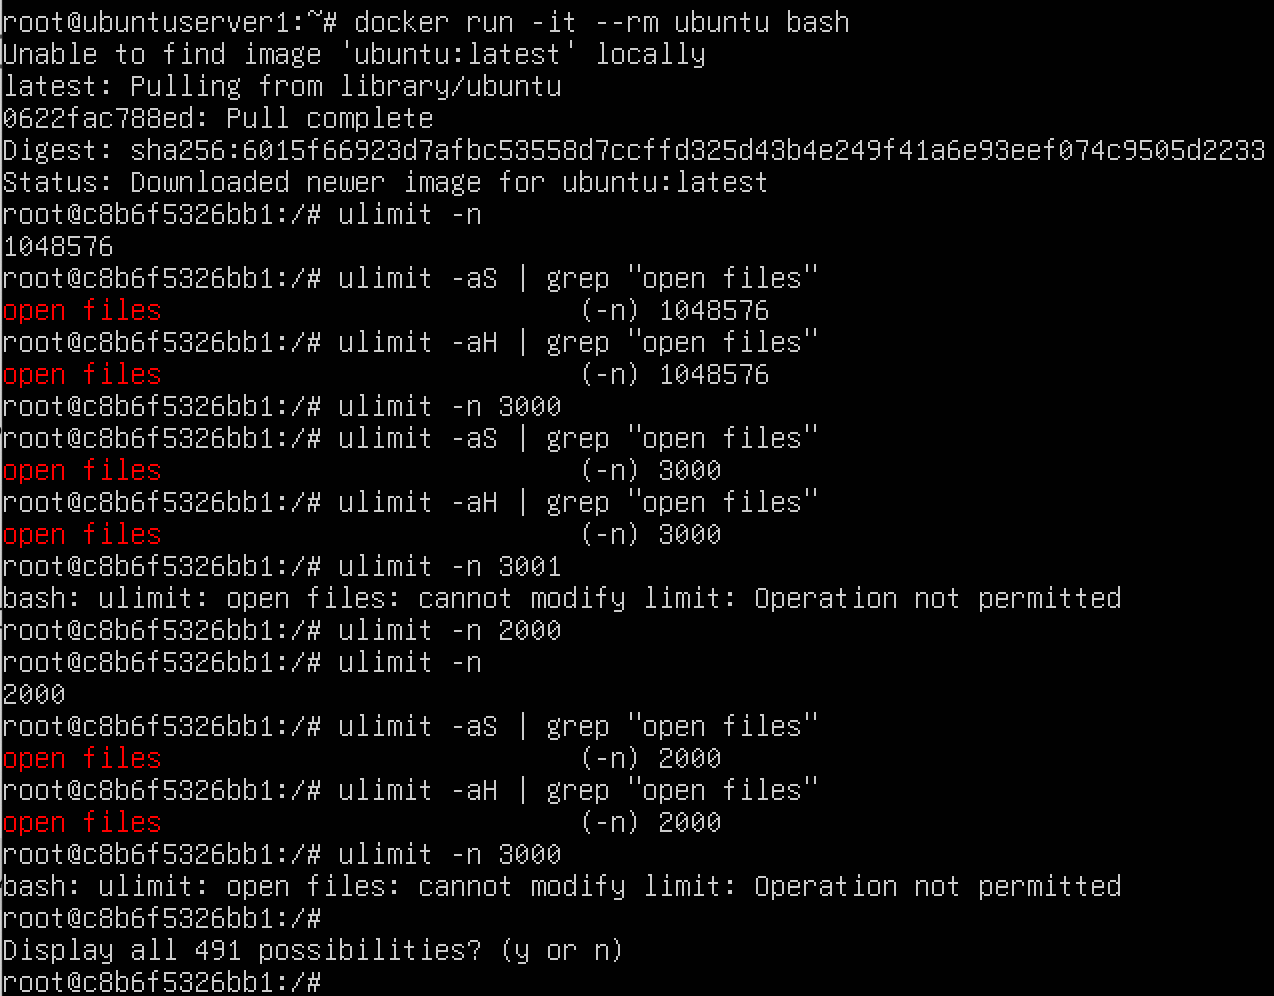 root@ubuntuserver1:~# docker run -it --rm ubuntu bash
Unable to find image 'ubuntu:latest' locally
latest: Pulling from library/ubuntu
0622fac788ed: Pull complete
Digest: sha256:6015f66923d7afbc53558d7ccffd325d43b4e249f41a6e93eef074c9505d2233
Status: Downloaded newer image for ubuntu:latest
root@c8b6f5326bb1:/# ulimit -n
1048576
root@c8b6f5326bb1:/# ulimit -aS | grep "open files"
open files                          (-n) 1048576
root@c8b6f5326bb1:/# ulimit -aH | grep "open files"
open files                          (-n) 1048576
root@c8b6f5326bb1:/# ulimit -n 3000
root@c8b6f5326bb1:/# ulimit -aS | grep "open files"
open files                          (-n) 3000
root@c8b6f5326bb1:/# ulimit -aH | grep "open files"
open files                          (-n) 3000
root@c8b6f5326bb1:/# ulimit -n 3001
bash: ulimit: open files: cannot modify limit: Operation not permitted
root@c8b6f5326bb1:/# ulimit -n 2000
root@c8b6f5326bb1:/# ulimit -n
2000
root@c8b6f5326bb1:/# ulimit -aS | grep "open files"
open files                          (-n) 2000
root@c8b6f5326bb1:/# ulimit -aH | grep "open files"
open files                          (-n) 2000
root@c8b6f5326bb1:/# ulimit -n 3000
bash: ulimit: open files: cannot modify limit: Operation not permitted
root@c8b6f5326bb1:/#
Display all 491 possibilities? (y or n)
root@c8b6f5326bb1:/#